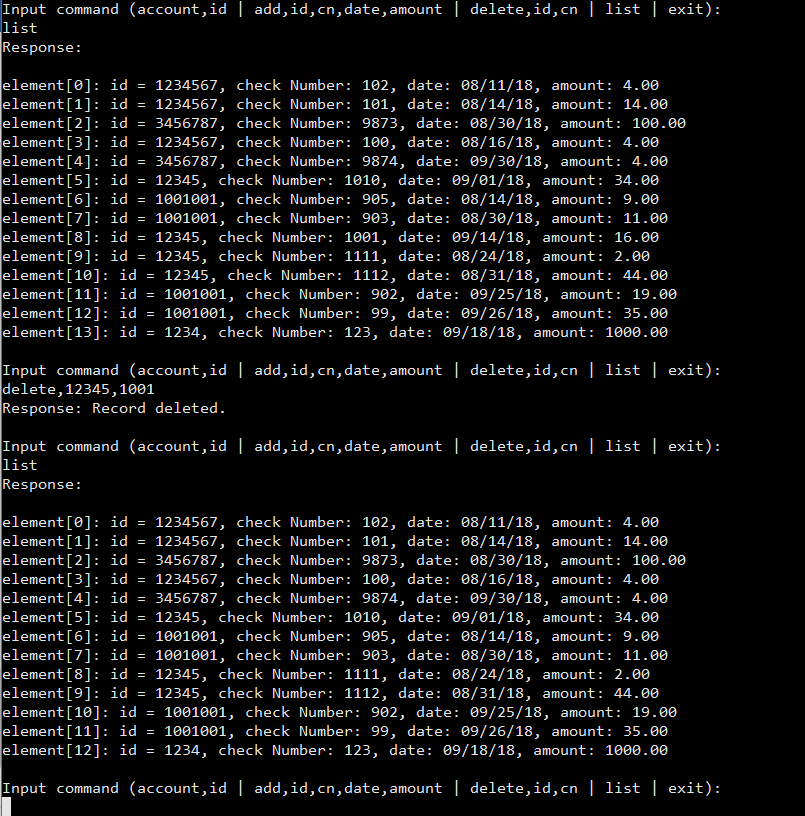 Input command (account,id | add,id,cn,date,amount | delete,id,cn | list | exit):
list
Response:
element[0]: id = 1234567, check Number: 102, date: 08/11/18, amount: 4.00
element[1]: id = 1234567, check Number: 101, date: 08/14/18, amount: 14.00
element[2]: id = 3456787, check Number: 9873, date: 08/30/18, amount: 100.00
element[3]: id = 1234567, check Number: 100, date: 08/16/18, amount: 4.00
element[4]: id = 3456787, check Number: 9874, date: 09/30/18, amount: 4.00
element[5]: id = 12345, check Number: 1010, date: 09/01/18, amount: 34.00
element[6]: id = 1001001, check Number: 905, date: 08/14/18, amount: 9.00
element[7]: id = 1001001, check Number: 903, date: 08/30/18, amount: 11.00
element[8]: id = 12345, check Number: 1001, date: 09/14/18, amount: 16.00
element[9]: id = 12345, check Number: 1111, date: 08/24/18, amount: 2.00
element[10]: id = 12345, check Number: 1112, date: 08/31/18, amount: 44.00
element[11]: id = 1001001, check Number: 902, date: 09/25/18, amount: 19.00
element[12]: id = 1001001, check Number: 99, date: 09/26/18, amount: 35.00
element[13]: id = 1234, check Number: 123, date: 09/18/18, amount: 1000.00
Input command (account,id | add,id,cn,date,amount | delete,id,cn | list | exit):
delete,12345,1001
Response: Record deleted.
Input command (account,id | add,id,cn,date,amount | delete,id,cn | list | exit):
list
Response:
element[0]: id = 1234567, check Number: 102, date: 08/11/18, amount: 4.00
element[1]: id = 1234567, check Number: 101, date: 08/14/18, amount: 14.00
element[2]: id = 3456787, check Number: 9873, date: 08/30/18, amount: 100.00
element[3]: id = 1234567, check Number: 100, date: 08/16/18, amount: 4.00
element[4]: id = 3456787, check Number: 9874, date: 09/30/18, amount: 4.00
element[5]: id = 12345, check Number: 1010, date: 09/01/18, amount: 34.00
element[6]: id = 1001001, check Number: 905, date: 08/14/18, amount: 9.00
element[7]: id = 1001001, check Number: 903, date: 08/30/18, amount: 11.00
element[8]: id = 12345, check Number: 1111, date: 08/24/18, amount: 2.00
element[9]: id = 12345, check Number: 1112, date: 08/31/18, amount: 44.00
element[10]: id = 1001001, check Number: 902, date: 09/25/18, amount: 19.00
element[11]: id = 1001001, check Number: 99, date: 09/26/18, amount: 35.00
element[12]: id = 1234, check Number: 123, date: 09/18/18, amount: 1000.00
Input command (account,id | add,id,cn,date,amount | delete,id,cn | list | exit):